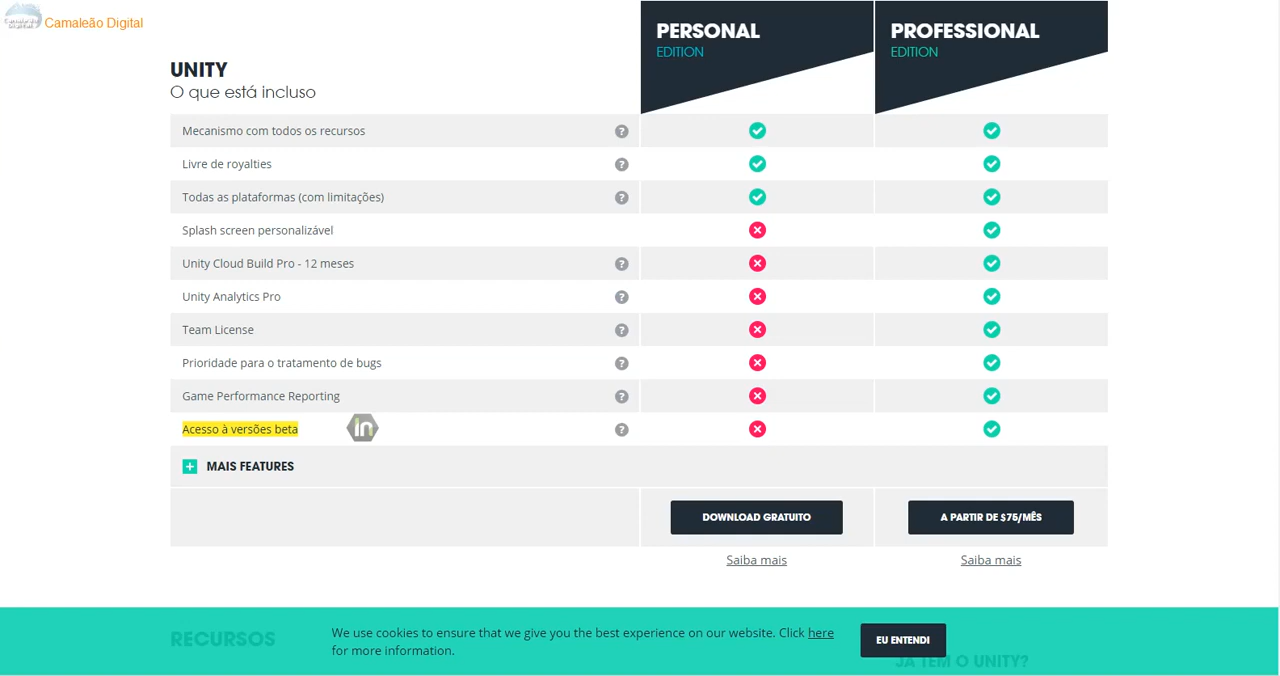 Camaleão Digital
PERSONAL
EDITION
PROFESSIONAL
EDITION
UNITY
O que está incluso
Mecanismo com todos os recursos
?
Livre de royalties
?
Todas as plataformas (com limitações)
?
Splash screen personalizável
Unity Cloud Build Pro - 12 meses
?
Unity Analytics Pro
?
Team License
?
Prioridade para o tratamento de bugs
?
Game Performance Reporting
?
Acesso à versões beta
in
?
MAIS FEATURES
DOWNLOAD GRATUITO
A PARTIR DE $75/MÊS
Saiba mais
Saiba mais
RECURSOS
We use cookies to ensure that we give you the best experience on our website. Click here
for more information.
EU ENTENDI
JÁ TEM O UNITY?